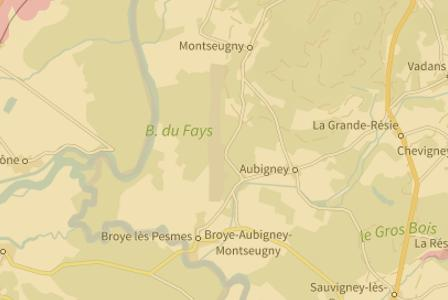 Montseugny
Vadans
B. du Fays
La Grande-Résie
Chevigney
ône
Aubigney
Broye lès Pesmes
Broye-Aubigney-
Montseugny
le Gros Bois
La Rés
Sauvigney-lès-